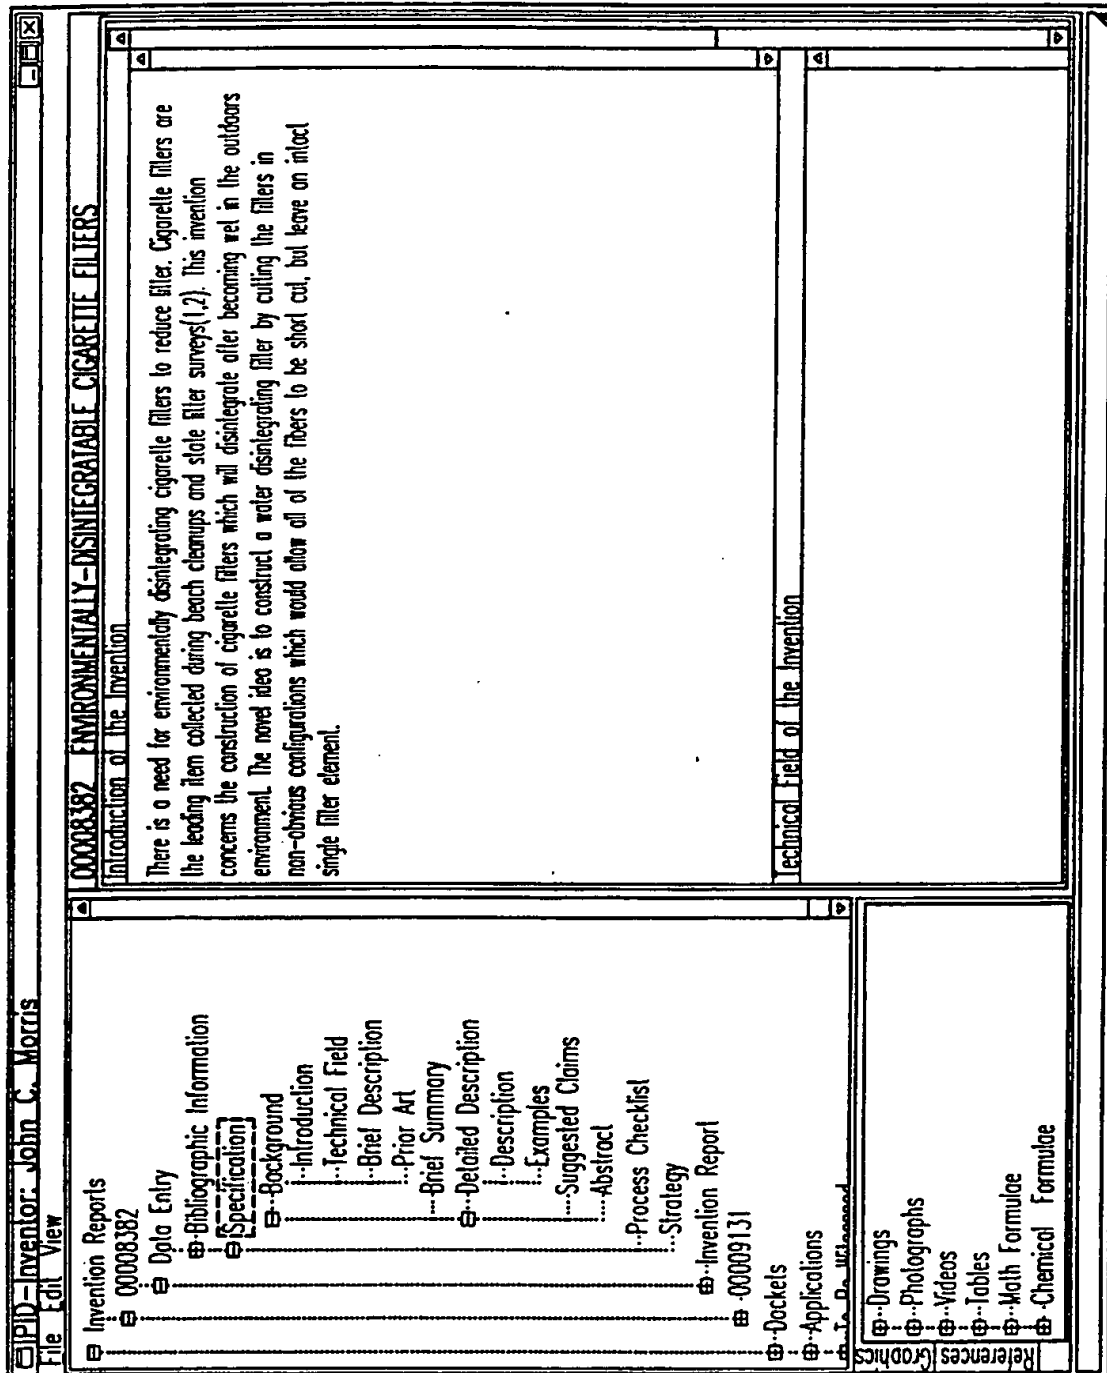 IPID-Inventor: John C. Morris
File Edit View
Invention Reports
00008382
Data Entry
Bibliographic Information
Specification
Background
Introduction
Technical Field
Brief Description
Prior Art
Brief Summary
Detailed Description
Description
Examples
Suggested Claims
Abstract
Process Checklist
Strategy
Invention Report
00009131
Dockets
Applications
To Be Witnessed
References
Graphics
Drawings
Photographs
Videos
Tables
Math Formulae
Chemical Formulae
00008382 ENVIRONMENTALLY-DISINTEGRATABLE CIGARETTE FILTERS
Introduction of the Invention
There is a need for environmentally disintegrating cigarette filters to reduce litter. Cigarette filters are
the leading item collected during beach cleanups and state litter surveys(1,2). This invention
concerns the construction of cigarette filters which will disintegrate after becoming wet in the outdoors
environment. The novel idea is to construct a water disintegrating filter by cutting the filters in
non-obvious configurations which would allow all of the fibers to be short cut, but leave an intact
single filter element.
Technical Field of the Invention